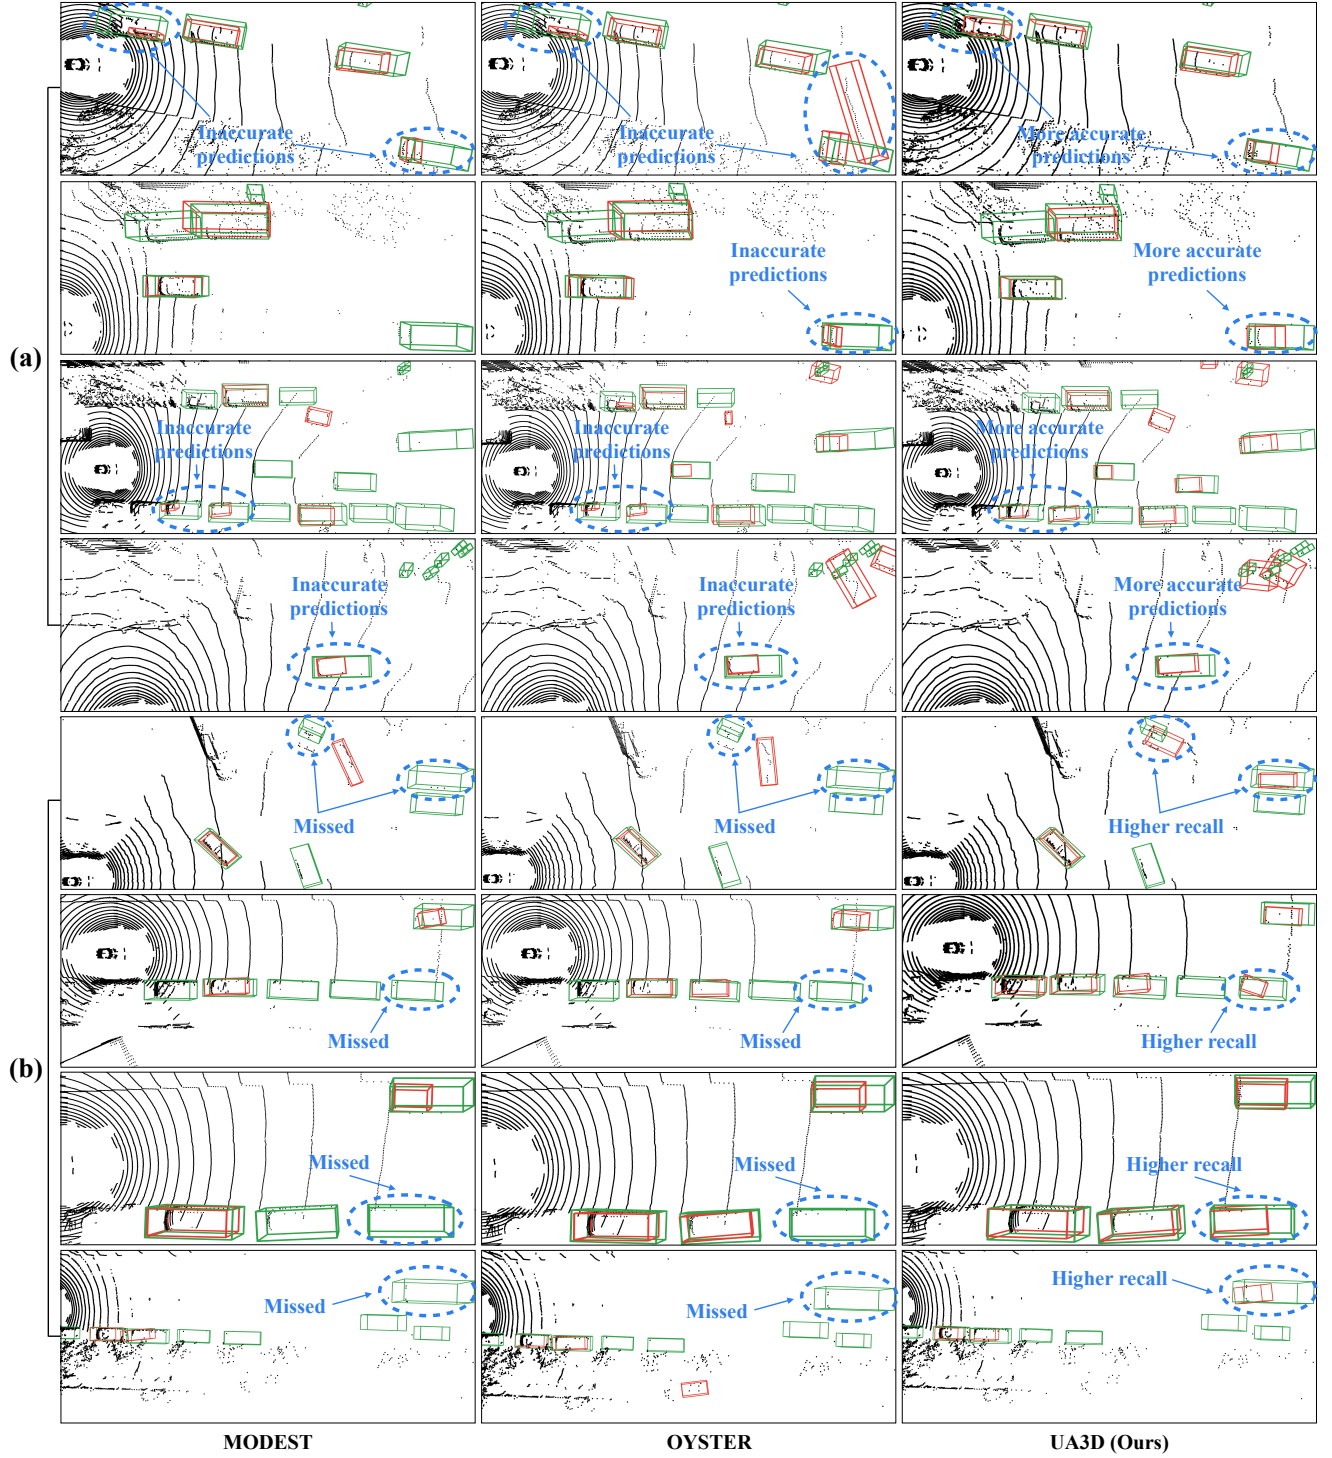 Inaccurate
predictions
Inaccurate
predictions
More accurate
predictions
Inaccurate
predictions
More accurate
predictions
(a)
Inaccurate
predictions
Inaccurate
predictions
More accurate
predictions
Inaccurate
predictions
Inaccurate
predictions
More accurate
predictions
Missed
Missed
Higher recall
Missed
Missed
Higher recall
(b)
Missed
Missed
Higher recall
Missed
Missed
Higher recall
MODEST
OYSTER
UA3D (Ours)